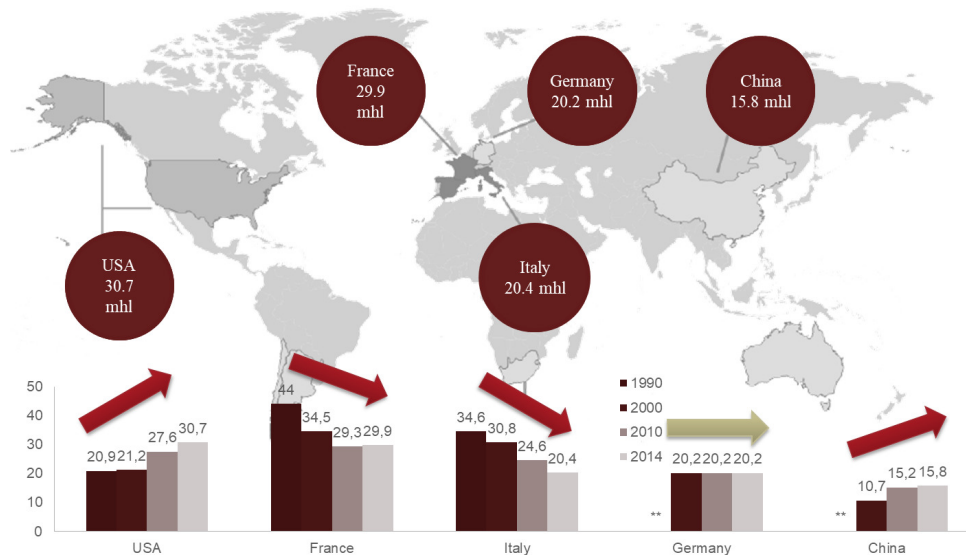 France
29.9
mhl
Germany
20.2 mhl
China
15.8 mhl
USA
30.7
mhl
Italy
20.4 mhl
50
40
30
20
10
0
20,9
21,2
27,6
30,7
44
34,5
29,3
29,9
34,6
30,8
24,6
20,4
1990
2000
2010
2014
**
20,2
20,2
20,2
**
10,7
15,2
15,8
USA
France
Italy
Germany
China